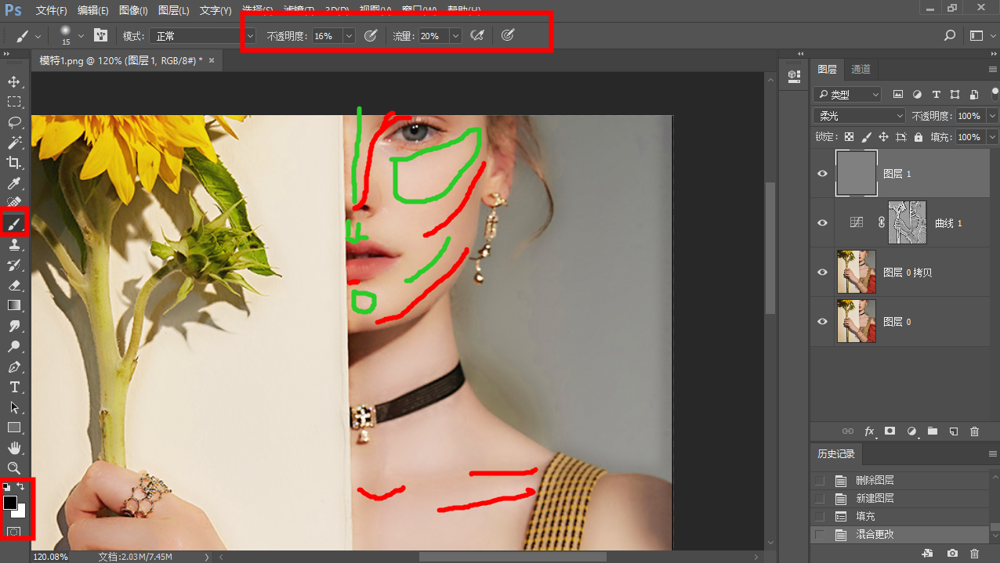 Ps 文件(F) 编辑(E) 图像(I) 图层(L) 文字(Y) 选择(S) 滤镜(T) 3D(D) 视图(V) 窗口(W) 帮助(H)
15 模式: 正常 不透明度: 16% 流量: 20%
模特1.png @ 120% (图层 1, RGB/8#) * ×
图层 通道
类型
柔光 不透明度: 100%
锁定: 填充: 100%
图层 1
曲线 1
图层 0 拷贝
图层 0
fx
历史记录
删除图层
新建图层
填充
混合更改
120.08% 文档:2.03M/7.45M